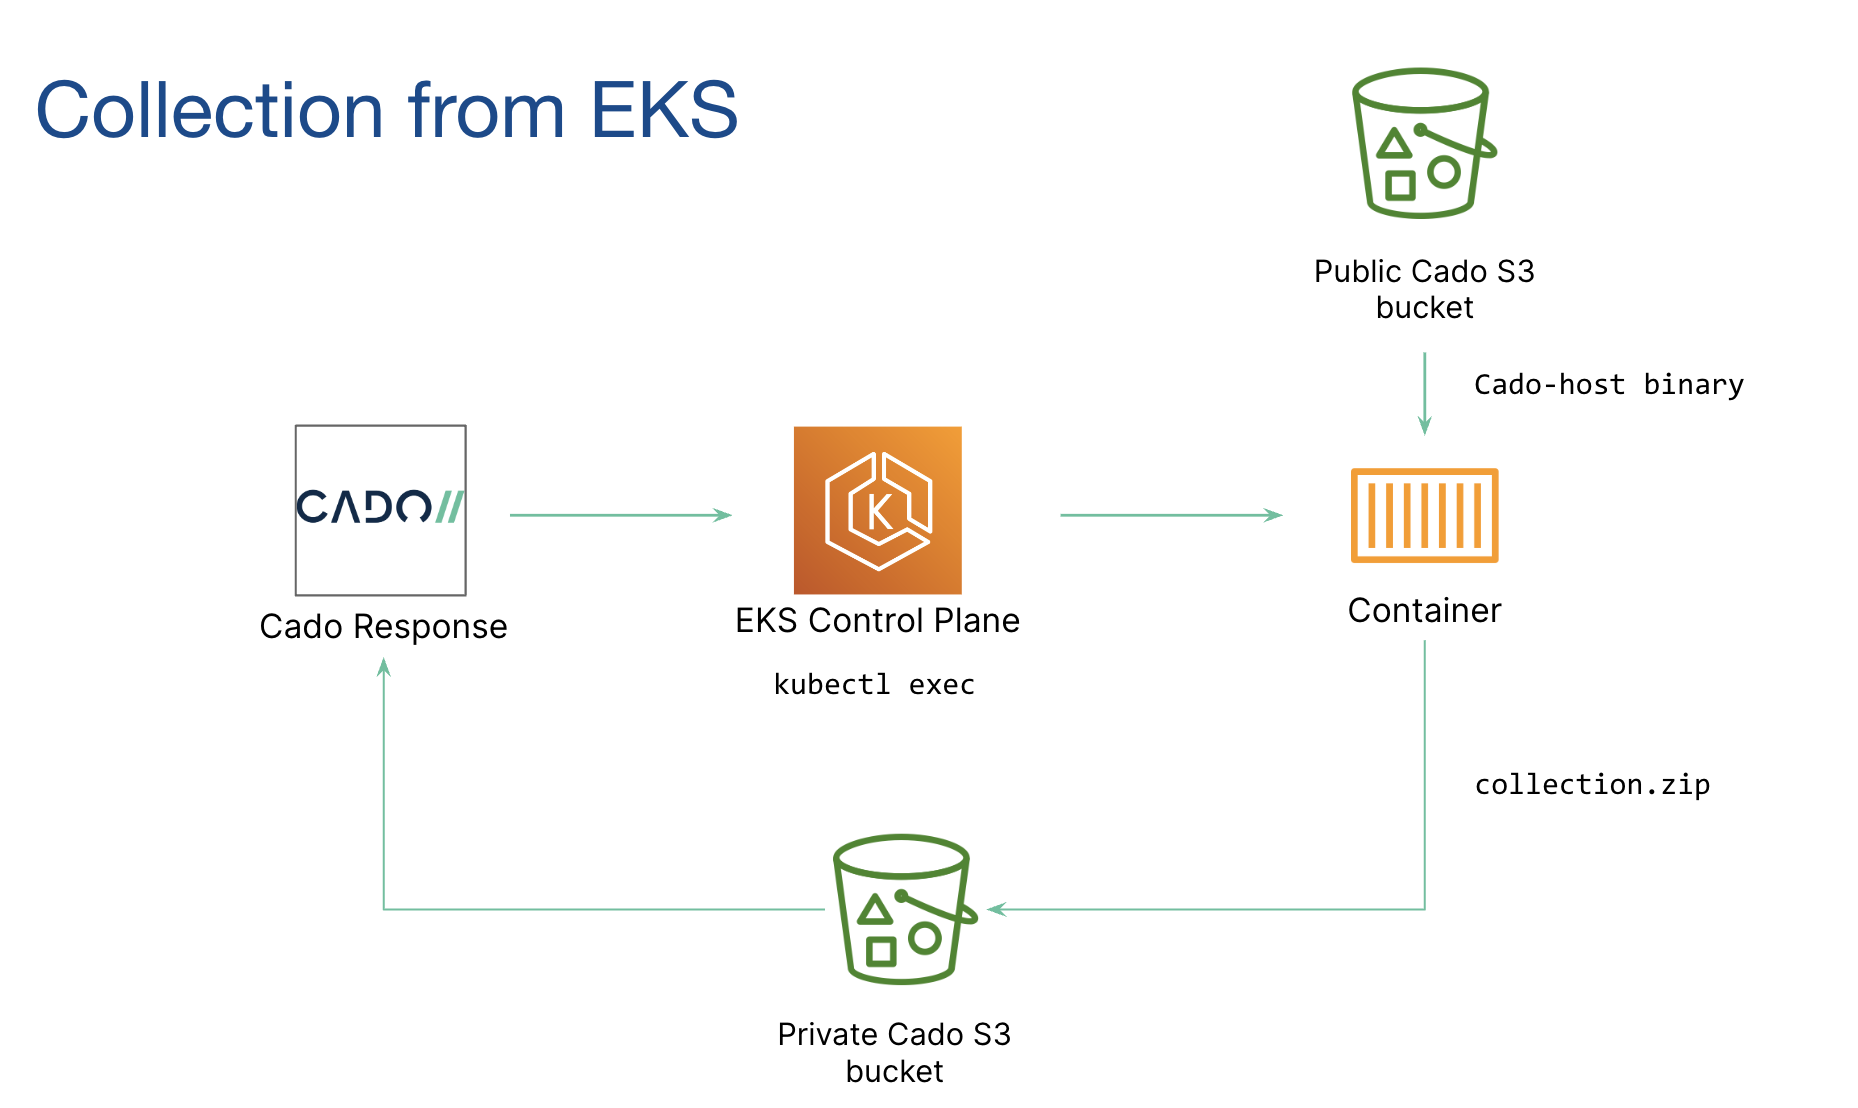 Collection from EKS
Public Cado S3
bucket
Cado-host binary
CADO//
K
Cado Response
EKS Control Plane
Container
kubectl exec
collection.zip
Private Cado S3
bucket